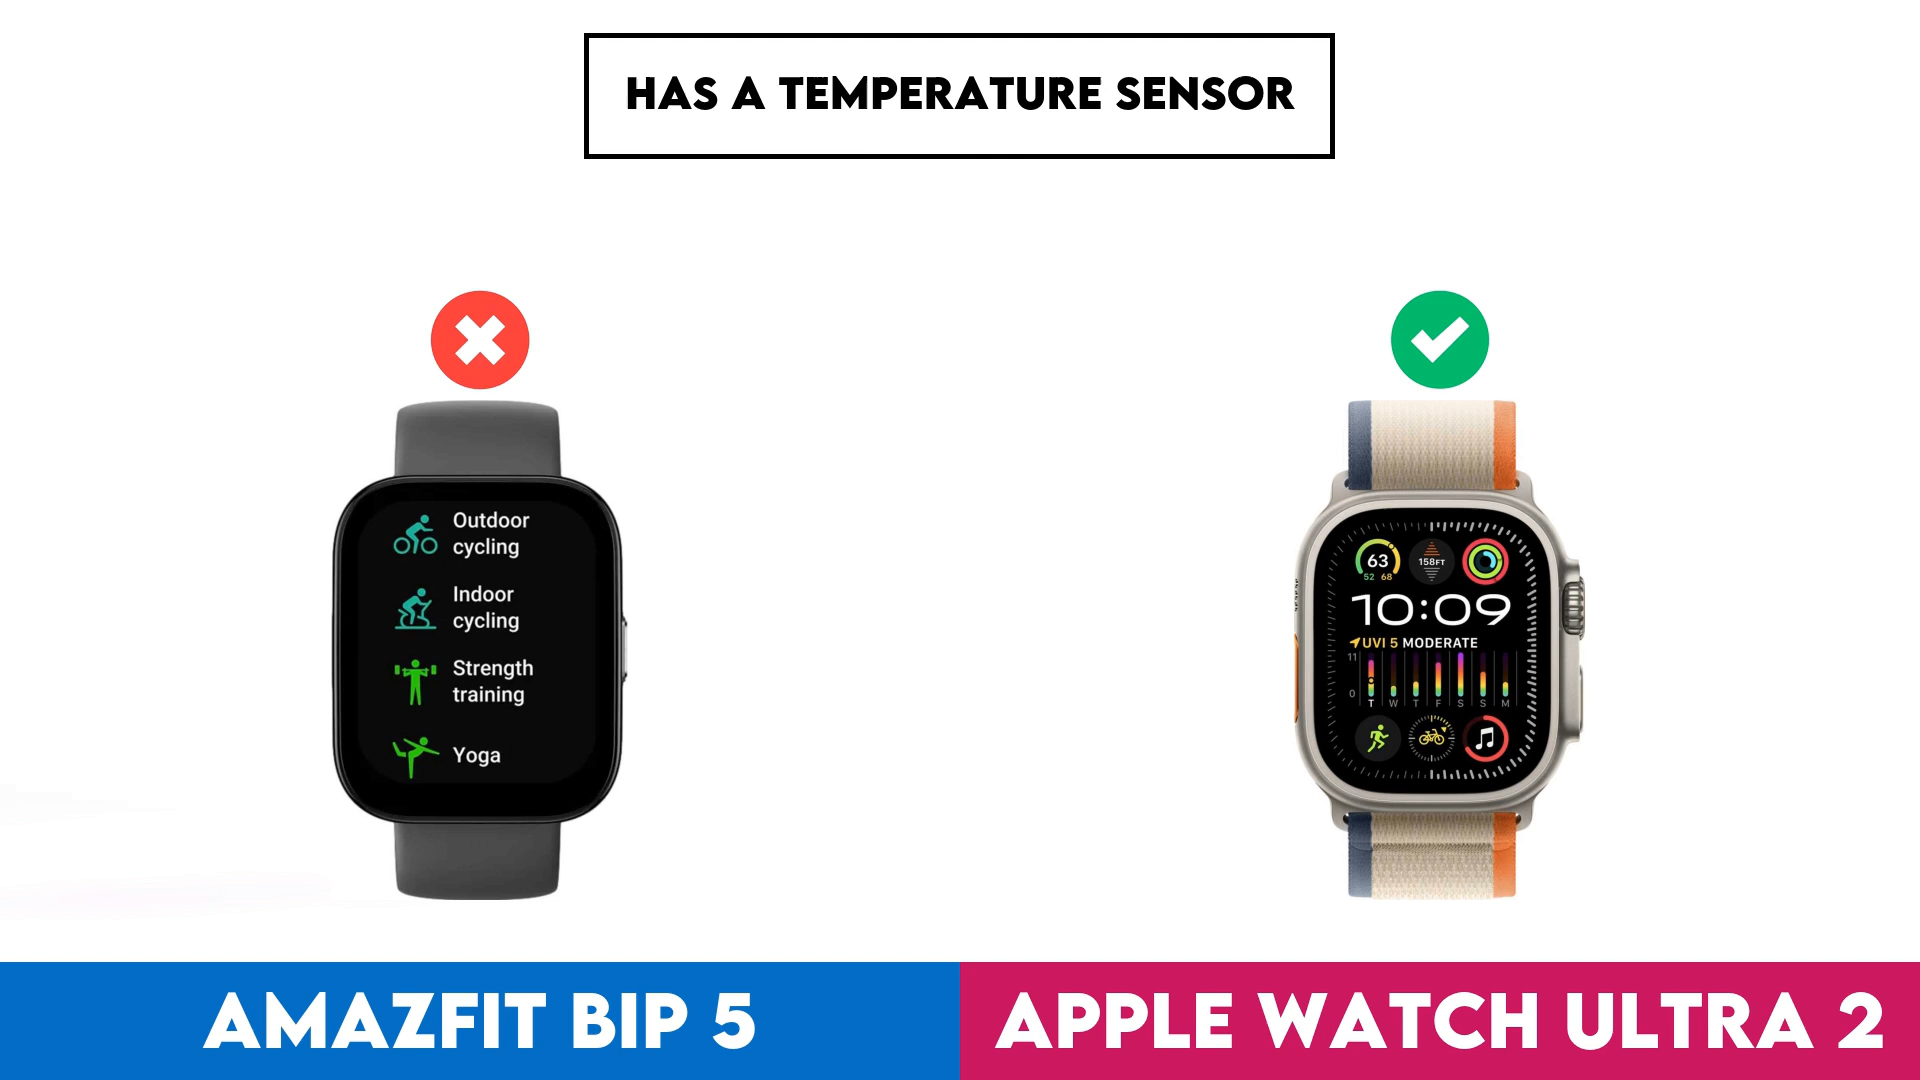 HAS A TEMPERATURE SENSOR
Outdoor
cycling
Indoor
cycling
Strength
training
Yoga
63
52 68
158FT
10:09
UVI 5 MODERATE
11
0
T W T F S S M
AMAZFIT BIP 5
APPLE WATCH ULTRA 2